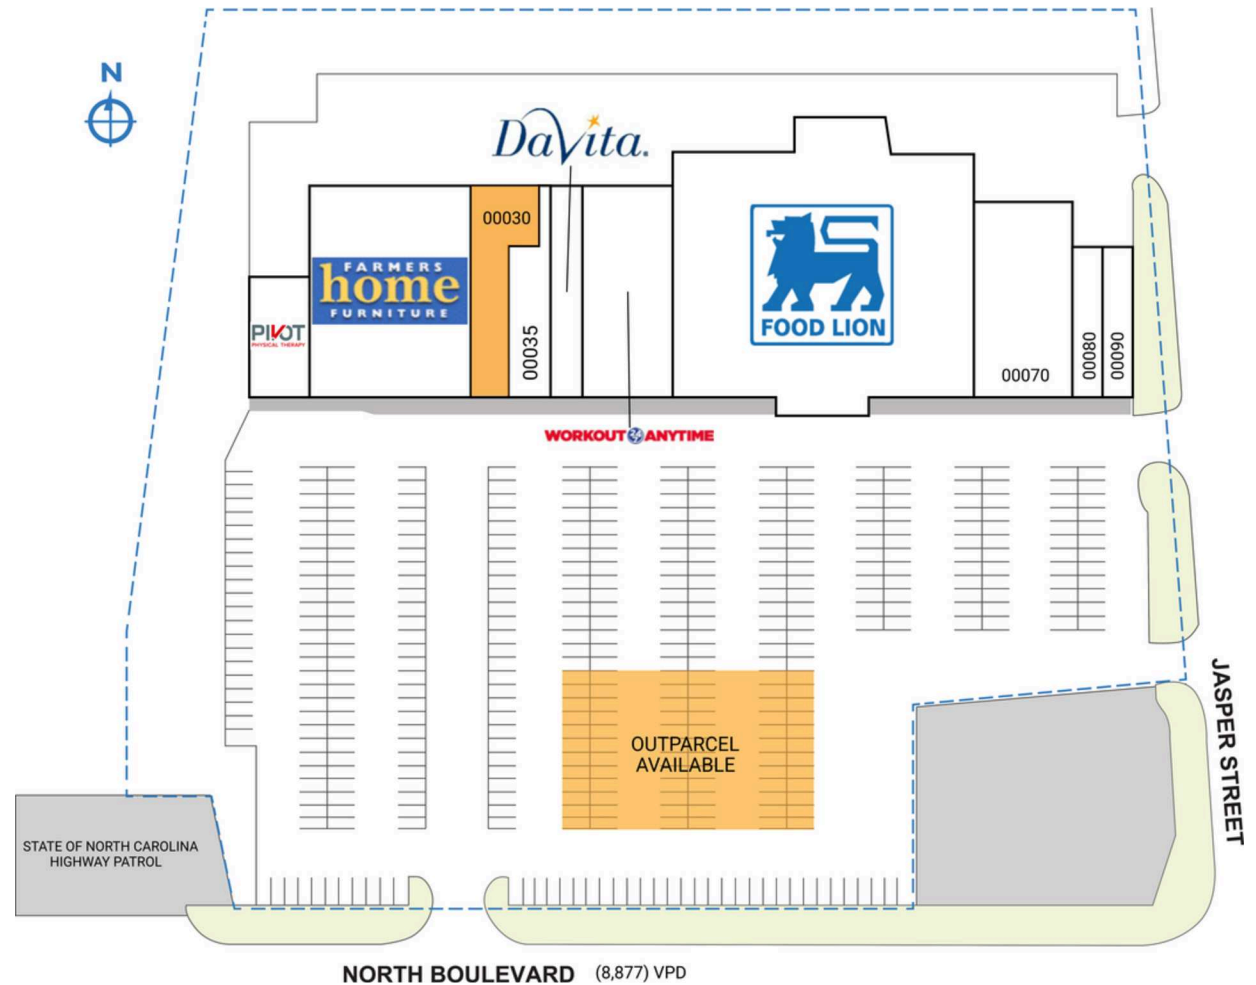 N
DaVita.
00030
FARMERS
home
FURNITURE
PIVOT
PHYSICAL THERAPY
00035
FOOD LION
00070
00080
00090
WORKOUT ANYTIME
OUTPARCEL
AVAILABLE
JASPER STREET
STATE OF NORTH CAROLINA
HIGHWAY PATROL
NORTH BOULEVARD (8,877) VPD